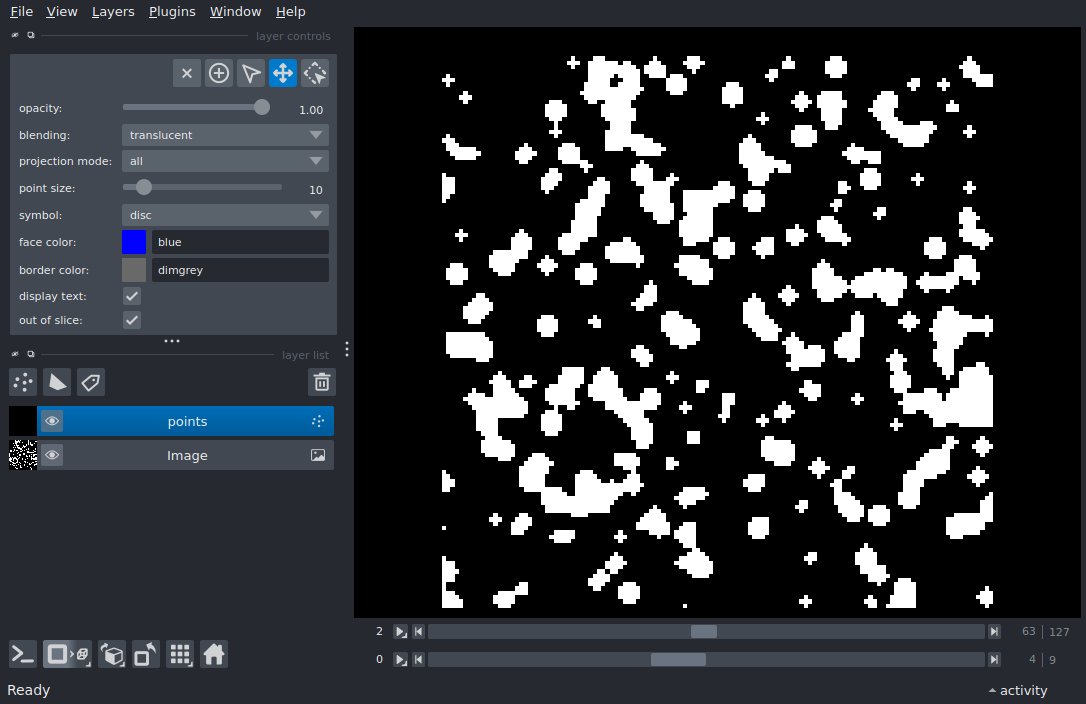 File View Layers Plugins Window Help
layer controls
opacity: 1.00
blending: translucent
projection mode: all
point size: 10
symbol: disc
face color: blue
border color: dimgrey
display text:
out of slice:
layer list
points
Image
2 63 | 127
0 4 | 9
Ready activity